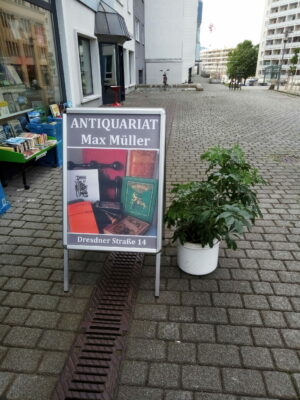 ANTIQUARIAT
Max Müller
Dresdner Straße 14